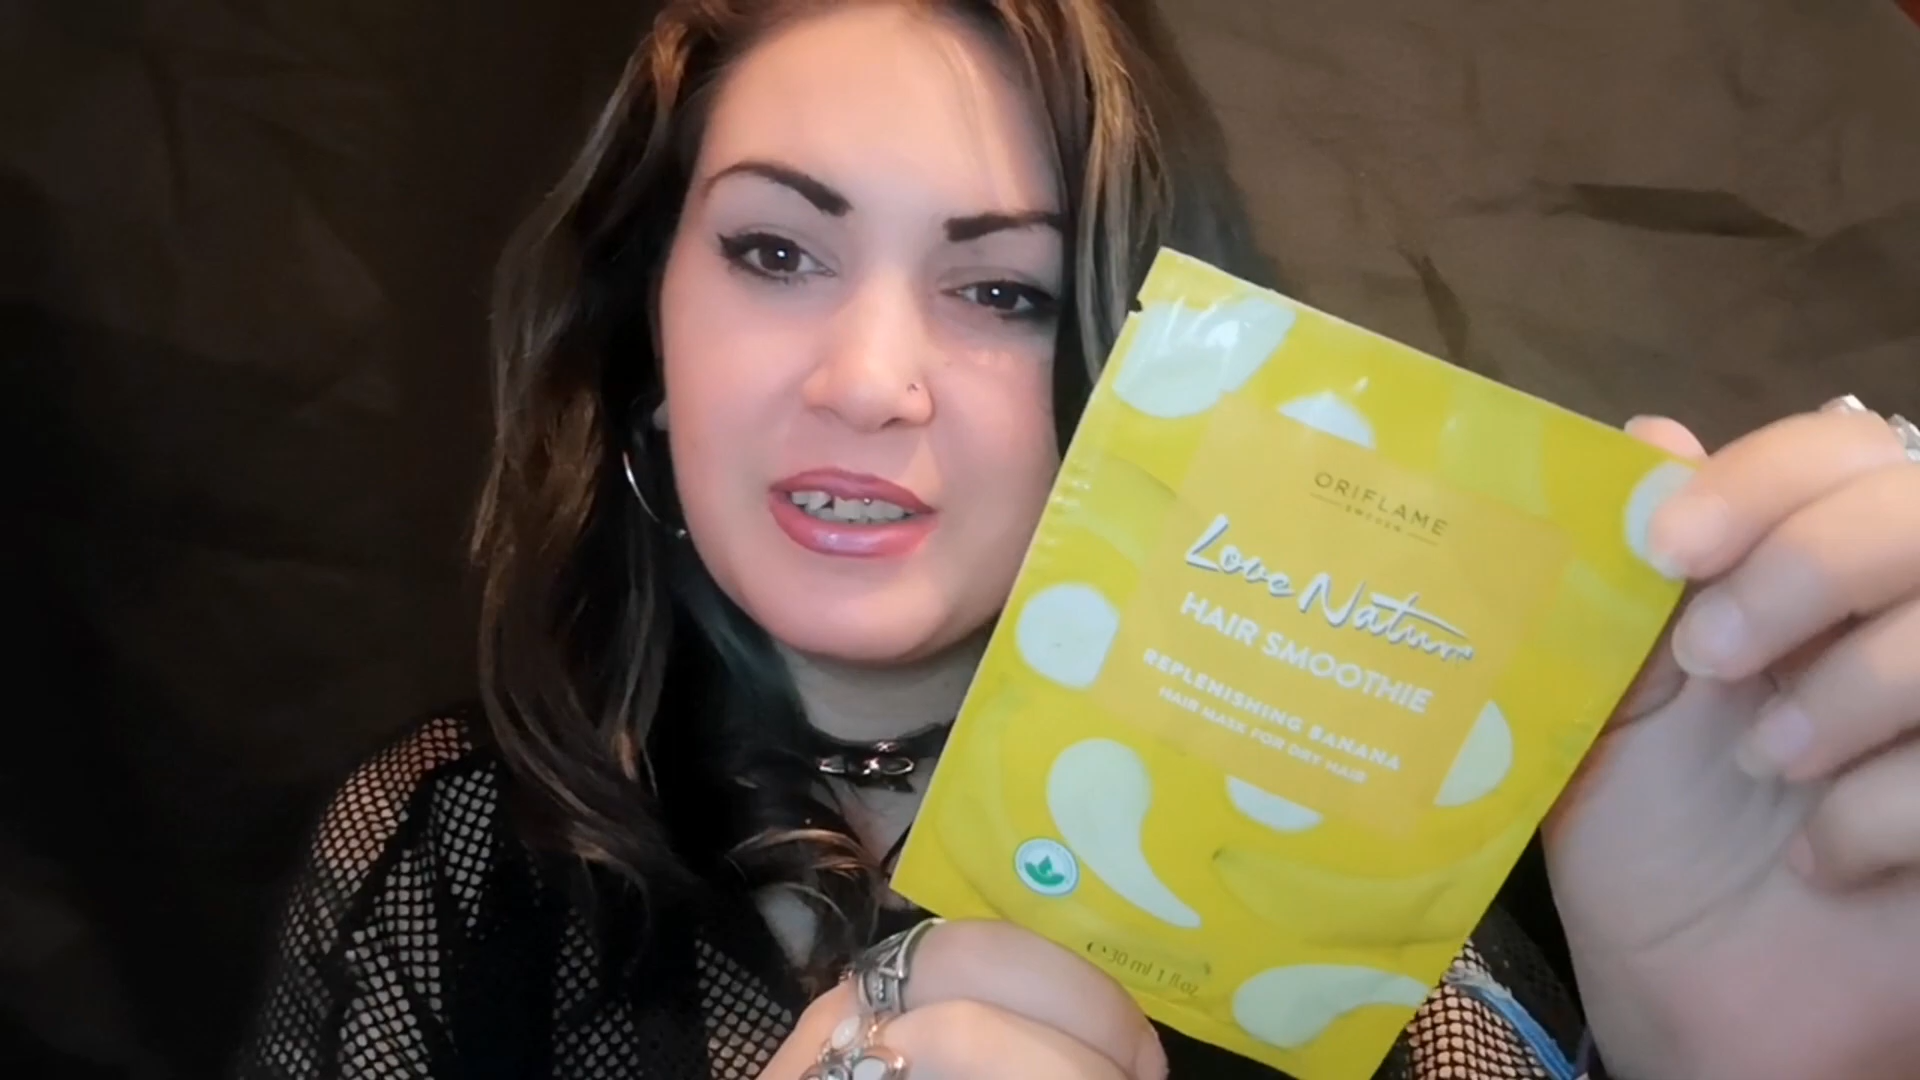 ORIFLAME
SWEDEN
Love Nature
HAIR SMOOTHIE
REPLENISHING BANANA
HAIR MASK FOR DRY HAIR
30 ml 1 fl.oz